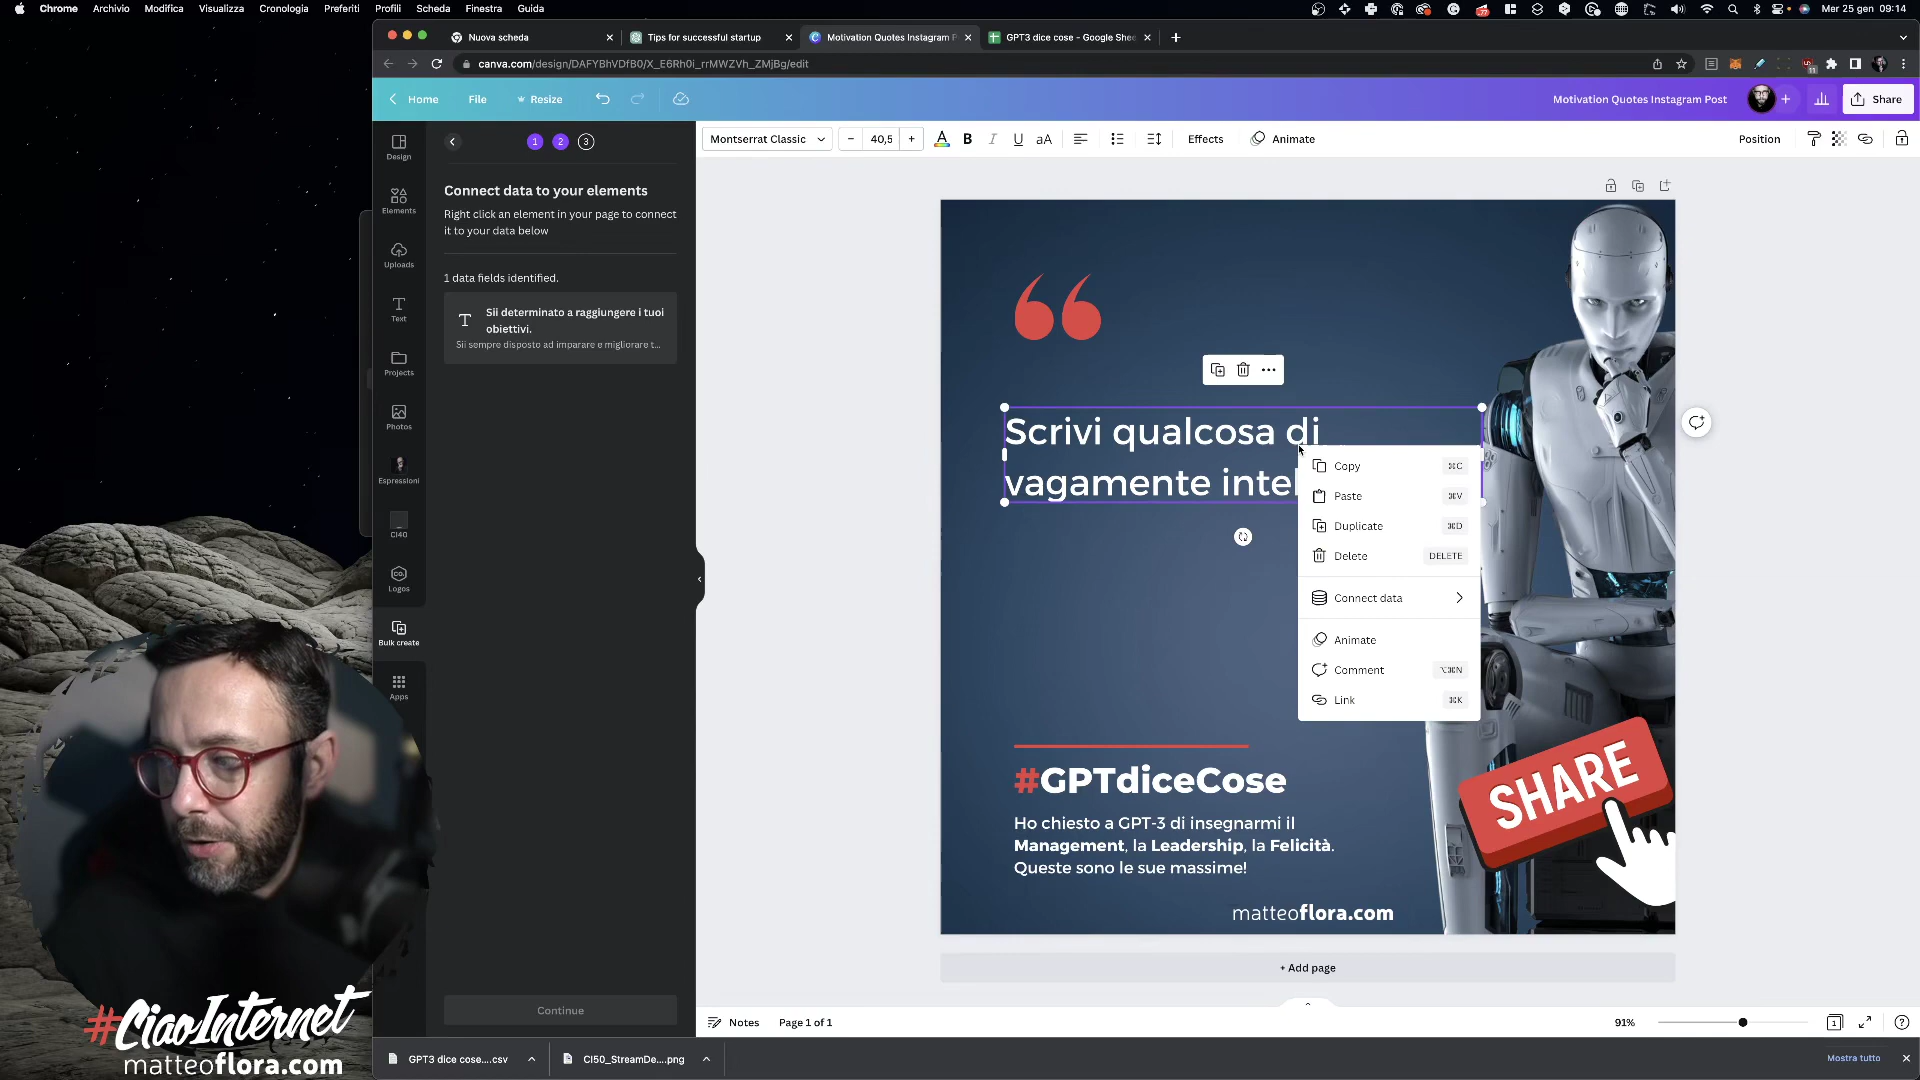 Chrome Archivio Modifica Visualizza Cronologia Preferiti Profili Scheda Finestra Guida
Mer 25 gen 09:14
Nuova scheda
Tips for successful startup
Motivation Quotes Instagram P
GPT3 dice cose - Google Shee
canva.com/design/DAFYBhVDfB0/X_E6Rh0i_rrMWZVh_ZMjBg/edit
Home File Resize
Motivation Quotes Instagram Post
Share
Montserrat Classic
40,5
B I U aA
Effects
Animate
Position
Design
Elements
Uploads
Text
Projects
Photos
Espressioni
CI40
Logos
Bulk create
Apps
1 2 3
Connect data to your elements
Right click an element in your page to connect
it to your data below
1 data fields identified.
Sii determinato a raggiungere i tuoi
obiettivi.
Sii sempre disposto ad imparare e migliorare t...
Continue
Scrivi qualcosa di
vagamente intel
Copy ⌘C
Paste ⌘V
Duplicate ⌘D
Delete DELETE
Connect data
Animate
Comment ⌥⌘N
Link ⌘K
#GPTdiceCose
Ho chiesto a GPT-3 di insegnarmi il
Management, la Leadership, la Felicità.
Queste sono le sue massime!
matteoflora.com
SHARE
+ Add page
Notes
Page 1 of 1
91%
1
GPT3 dice cose....csv
CI50_StreamDe....png
Mostra tutto
#CiaoInternet
matteoflora.com